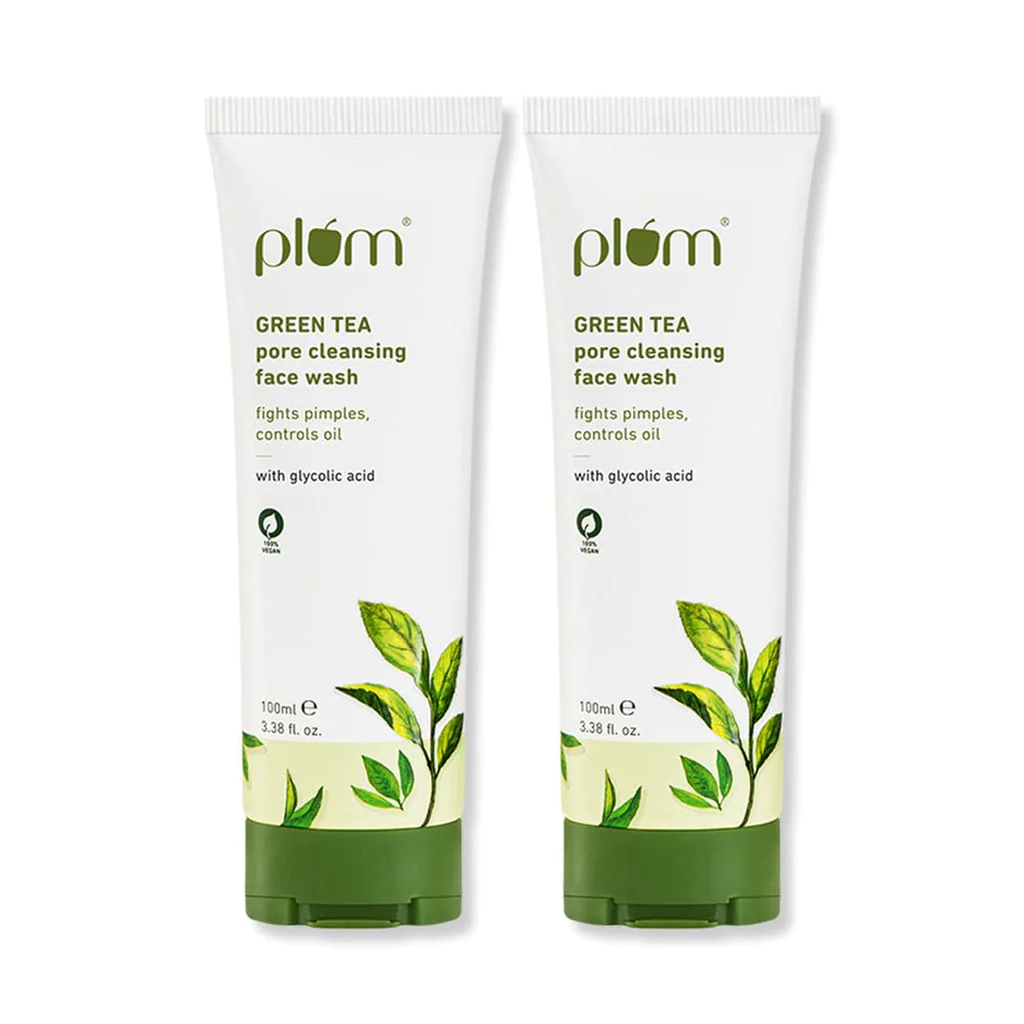 plum®
GREEN TEA
pore cleansing
face wash
fights pimples,
controls oil
with glycolic acid
100%
VEGAN
100ml ℮
3.38 fl. oz.
plum®
GREEN TEA
pore cleansing
face wash
fights pimples,
controls oil
with glycolic acid
100%
VEGAN
100ml ℮
3.38 fl. oz.